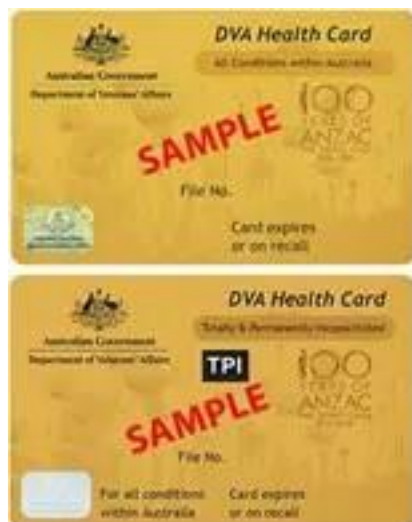 DVA Health Card
All Conditions within Australia
Australian Government
Department of Veterans' Affairs
100
YEARS OF
ANZAC
SAMPLE
File No.
Card expires
or on recall
DVA Health Card
Totally & Permanently Incapacitated
Australian Government
Department of Veterans' Affairs
TPI
100
YEARS OF
ANZAC
SAMPLE
File No.
For all conditions
within Australia
Card expires
or on recall